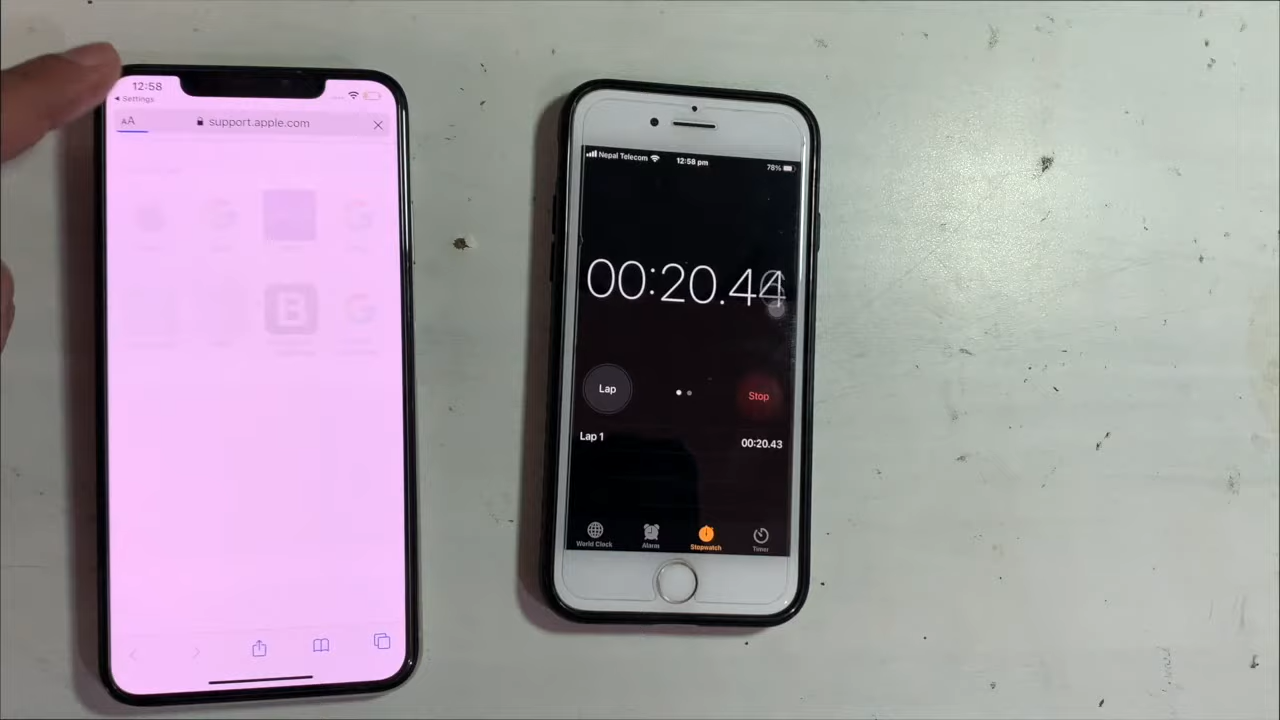 12:58
Settings
AA support.apple.com
B
Nepal Telecom 12:58 pm 78%
00:20.44
Lap Stop
Lap 1 00:20.43
World Clock Alarm Stopwatch Timer